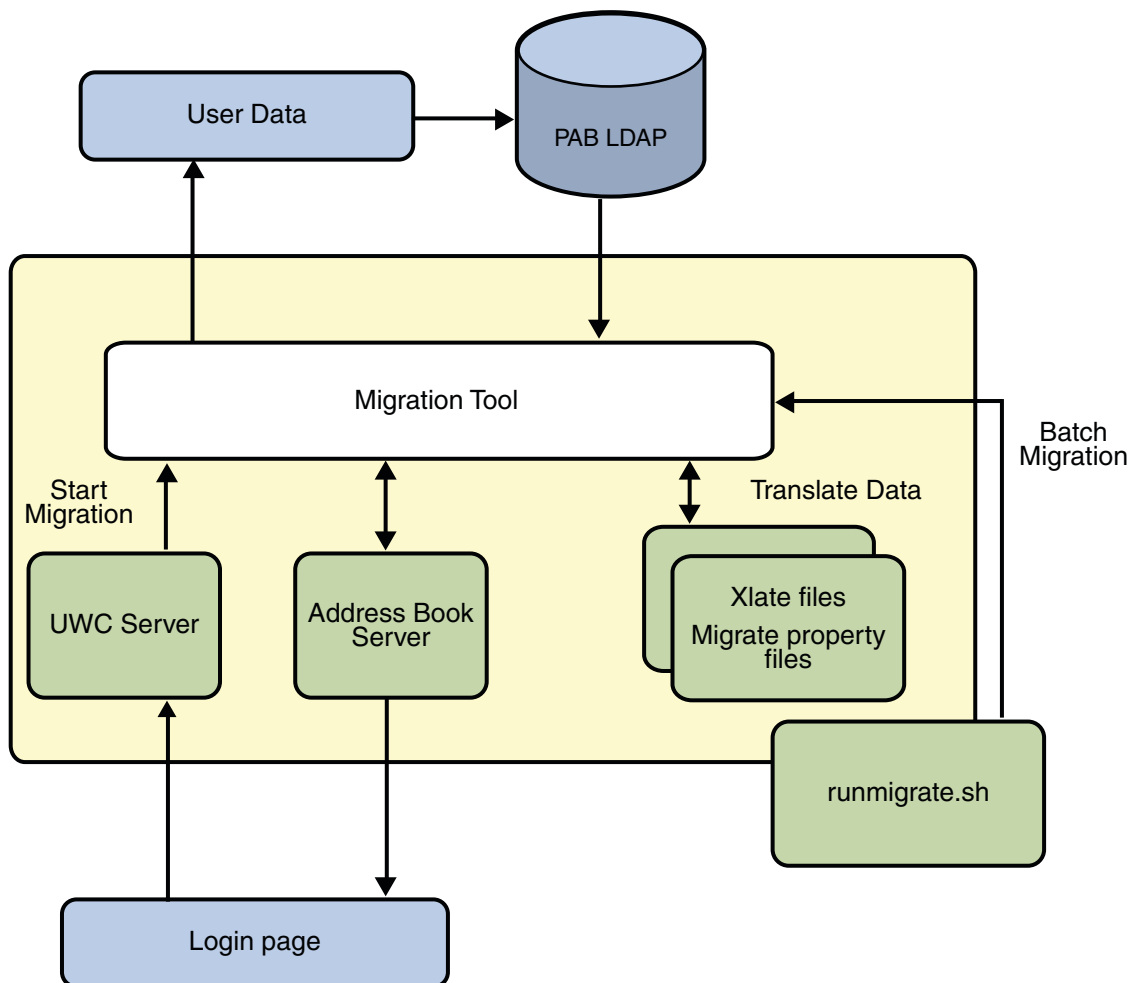 User Data
PAB LDAP
Migration Tool
Batch
Migration
Start
Migration
Translate Data
UWC Server
Address Book
Server
Xlate files
Migrate property
files
runmigrate.sh
Login page